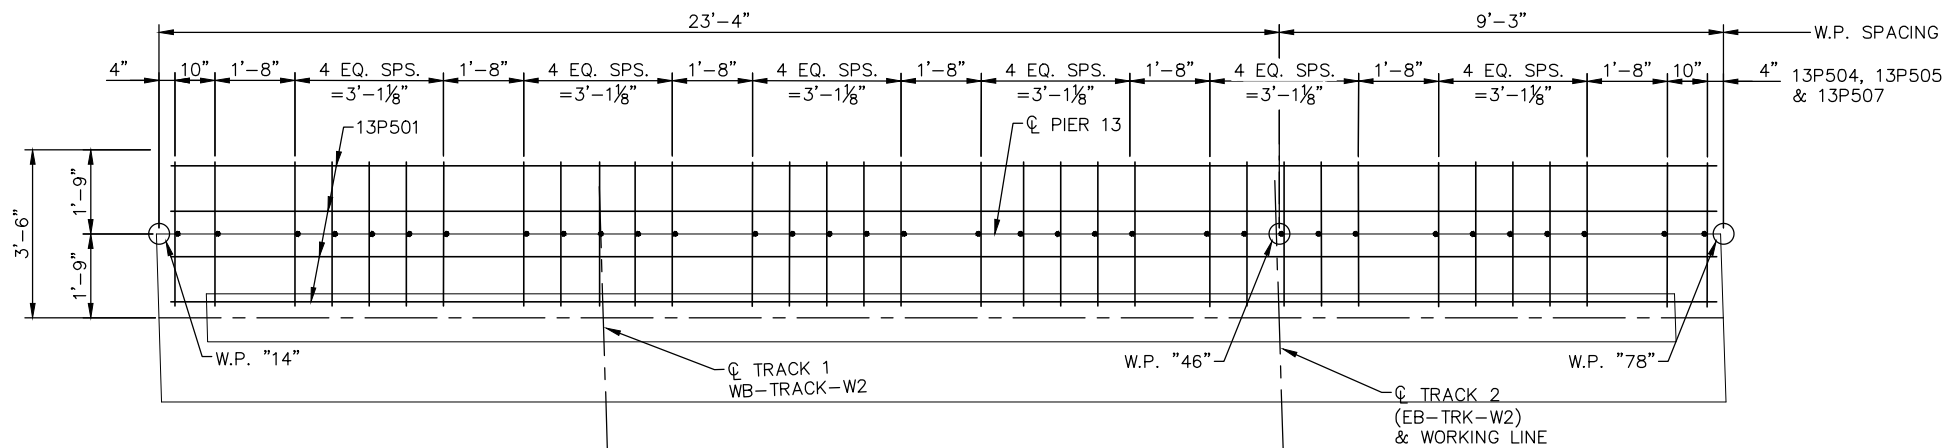 23'-4"
9'-3"
W.P. SPACING
4"
10"
1'-8"
4 EQ. SPS.
=3'-1⅛"
1'-8"
4 EQ. SPS.
=3'-1⅛"
1'-8"
4 EQ. SPS.
=3'-1⅛"
1'-8"
4 EQ. SPS.
=3'-1⅛"
1'-8"
4 EQ. SPS.
=3'-1⅛"
1'-8"
4 EQ. SPS.
=3'-1⅛"
1'-8"
10"
4"
13P504, 13P505
& 13P507
13P501
℄ PIER 13
3'-6"
1'-9"
1'-9"
W.P. "14"
℄ TRACK 1
WB-TRACK-W2
W.P. "46"
W.P. "78"
℄ TRACK 2
(EB-TRK-W2)
& WORKING LINE